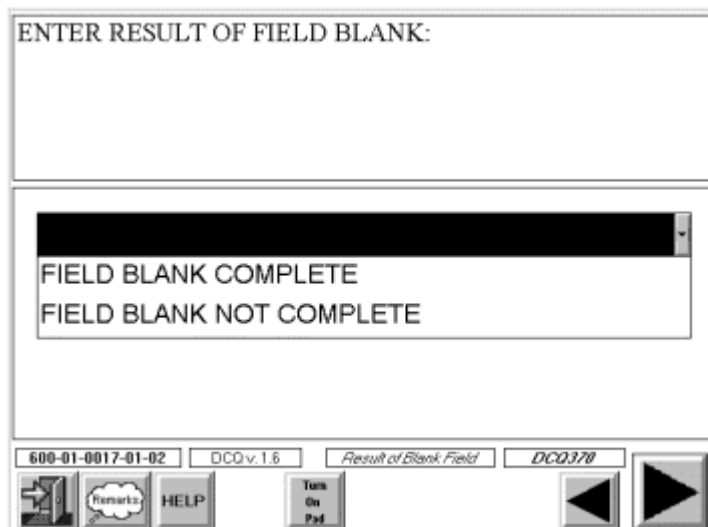 ENTER RESULT OF FIELD BLANK:
FIELD BLANK COMPLETE
FIELD BLANK NOT COMPLETE
600-01-0017-01-02 DCQ v. 1.6 Result of Blank Field DCQ370
Remarks HELP Turn
On
Pad